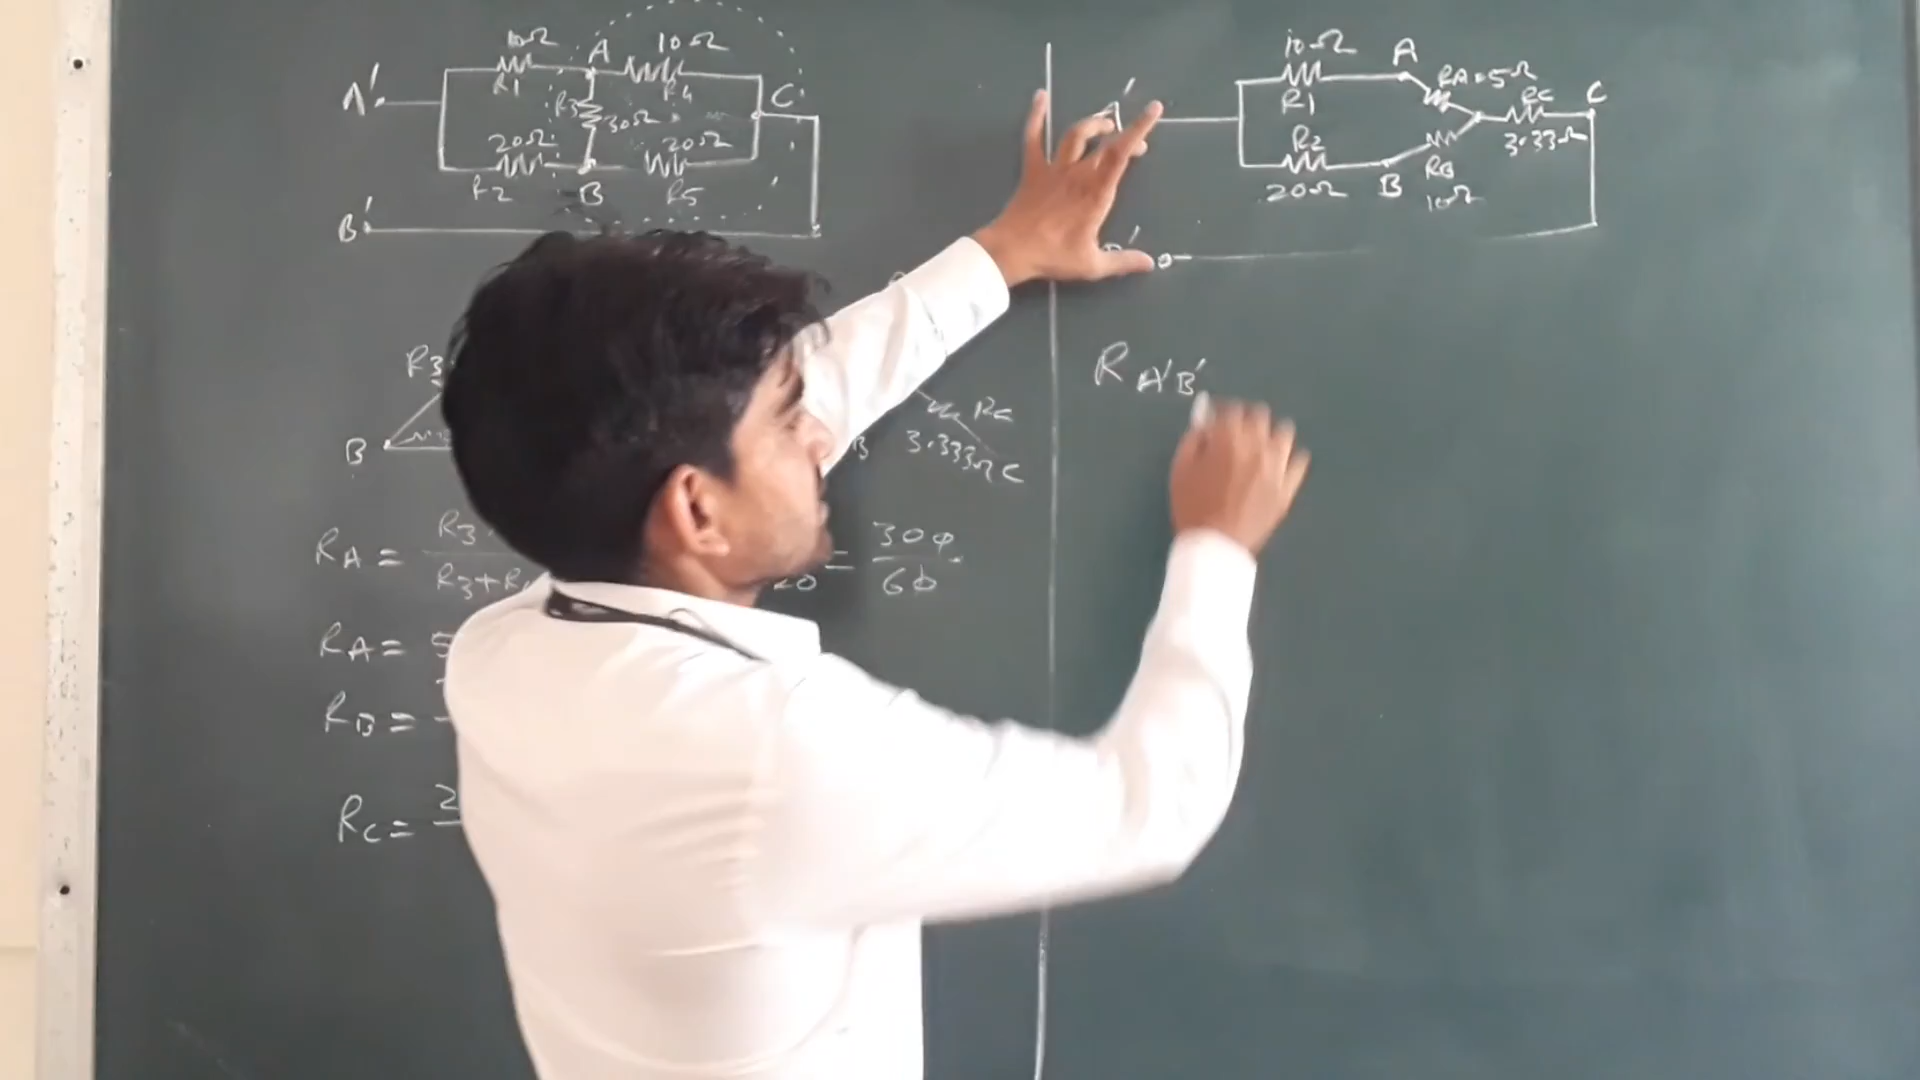 10Ω A 10Ω
A' R1 R4 C
R3 30Ω
20Ω 20Ω
R2 B R5
B'
R3
B
RC
3.333Ω C
B
RA = R3 / R3+R = 300 / 60
20
RA = 5
RB =
RC = 2
10Ω A RA=5Ω
R1 RC C
R2 3.33Ω
20Ω B RB
10Ω
R A'B'